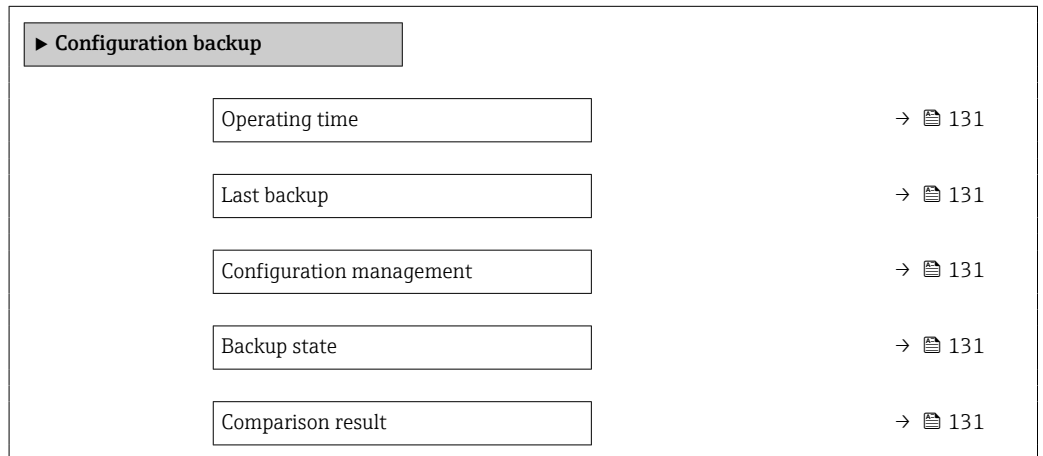 ▶ Configuration backup
Operating time → 131
Last backup → 131
Configuration management → 131
Backup state → 131
Comparison result → 131